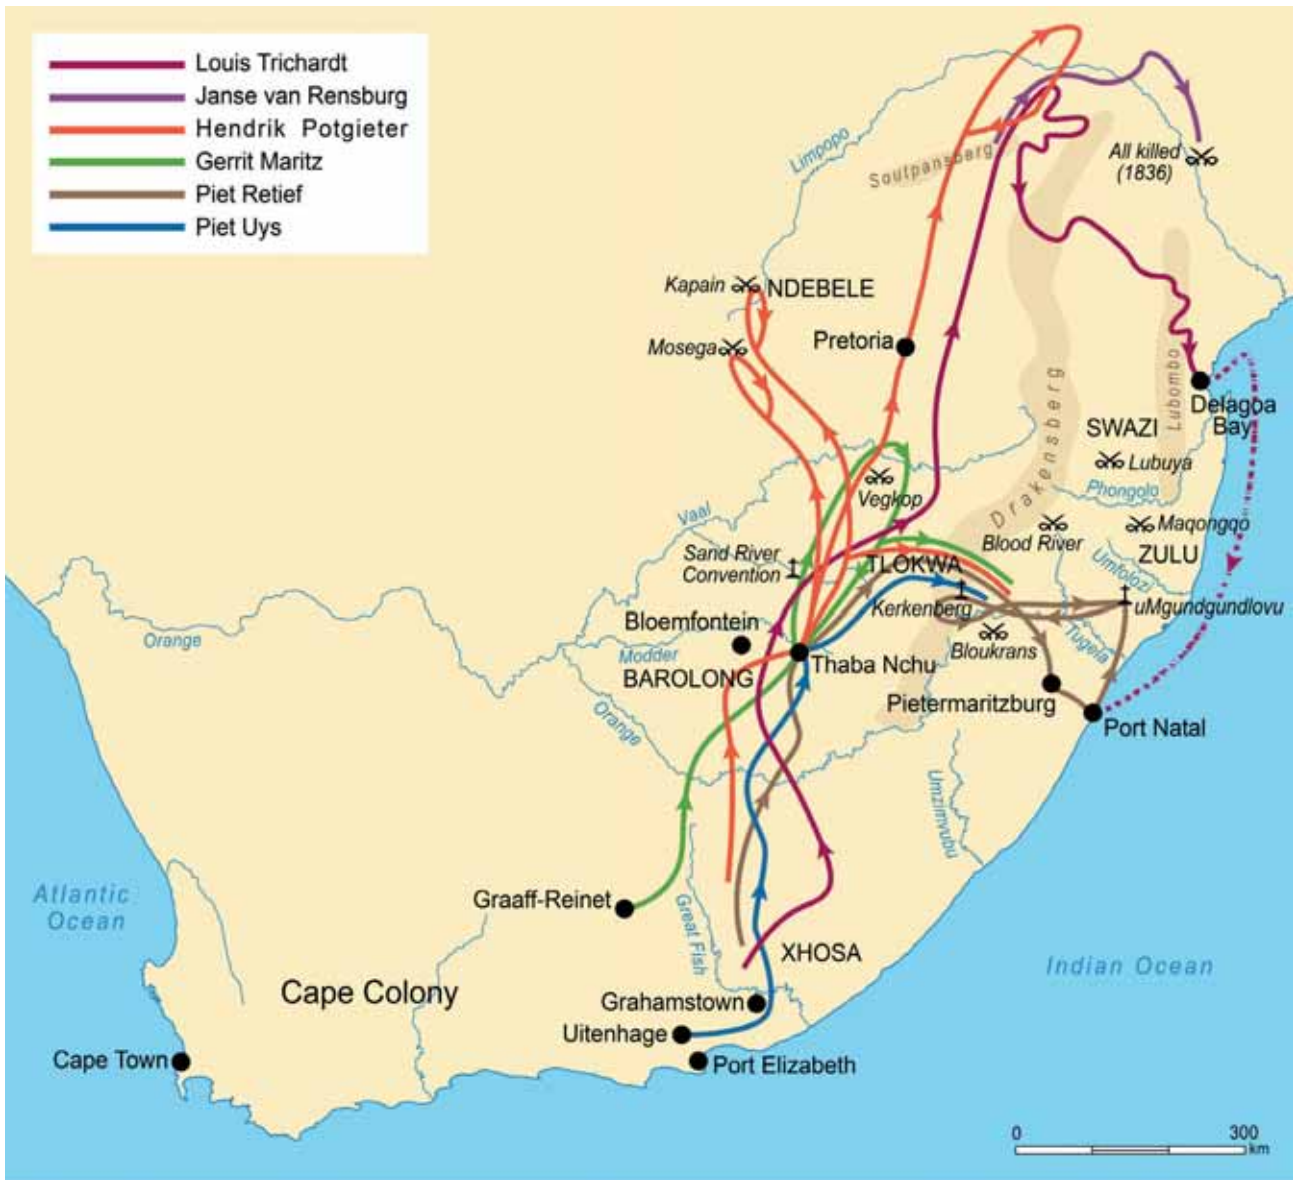 Louis Trichardt
Janse van Rensburg
Hendrik Potgieter
Gerrit Maritz
Piet Retief
Piet Uys
Limpopo
Soutpansberg
All killed
(1836)
Kapain
NDEBELE
Mosega
Pretoria
Drakensberg
Lubombo
Delagoa
Bay
SWAZI
Lubuya
Vegkop
Phongolo
Vaal
Blood River
Maqongqo
ZULU
Sand River
Convention
TLOKWA
Umfolozi
Kerkenberg
uMgundgundlovu
Orange
Bloemfontein
Modder
Bloukrans
Tugela
Thaba Nchu
BAROLONG
Orange
Pietermaritzburg
Port Natal
Umzimvubu
Atlantic
Ocean
Graaff-Reinet
Great Fish
XHOSA
Indian Ocean
Cape Colony
Grahamstown
Uitenhage
Cape Town
Port Elizabeth
0 300
km